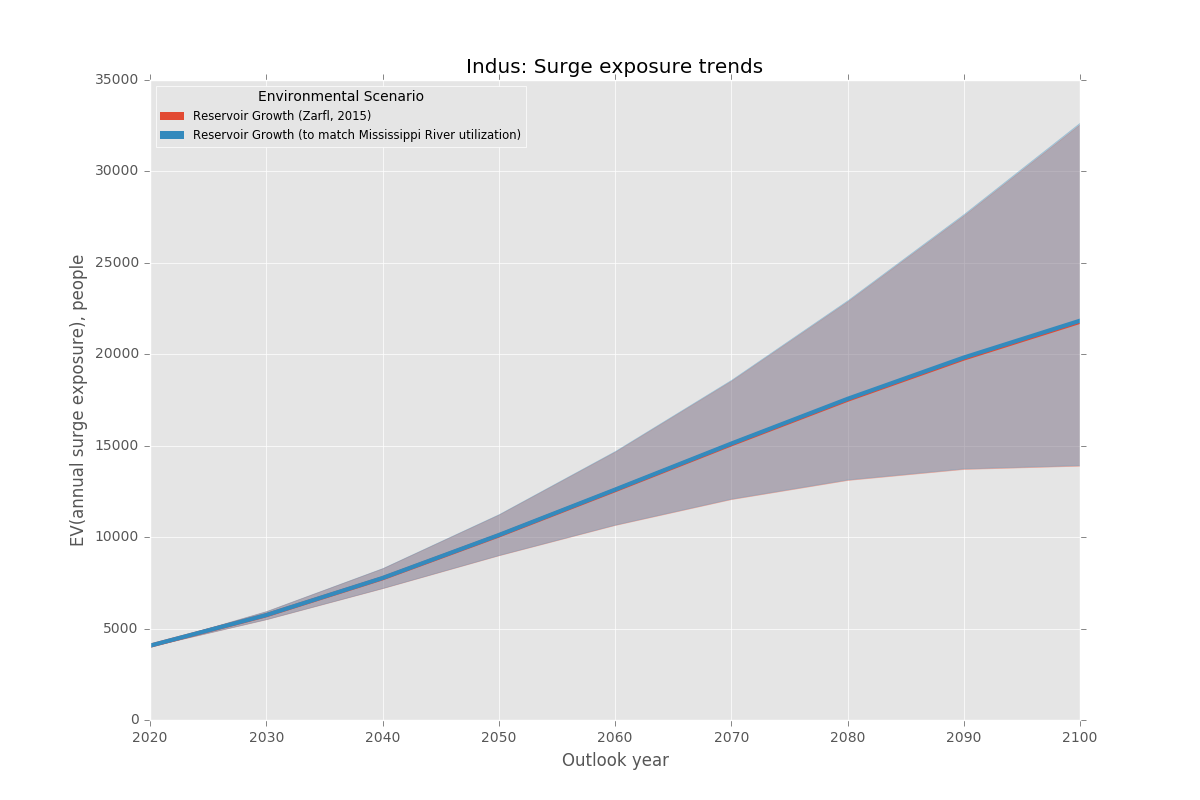 Indus: Surge exposure trends
Environmental Scenario
Reservoir Growth (Zarfl, 2015)
Reservoir Growth (to match Mississippi River utilization)
EV(annual surge exposure), people
35000
30000
25000
20000
15000
10000
5000
0
2020 2030 2040 2050 2060 2070 2080 2090 2100
Outlook year